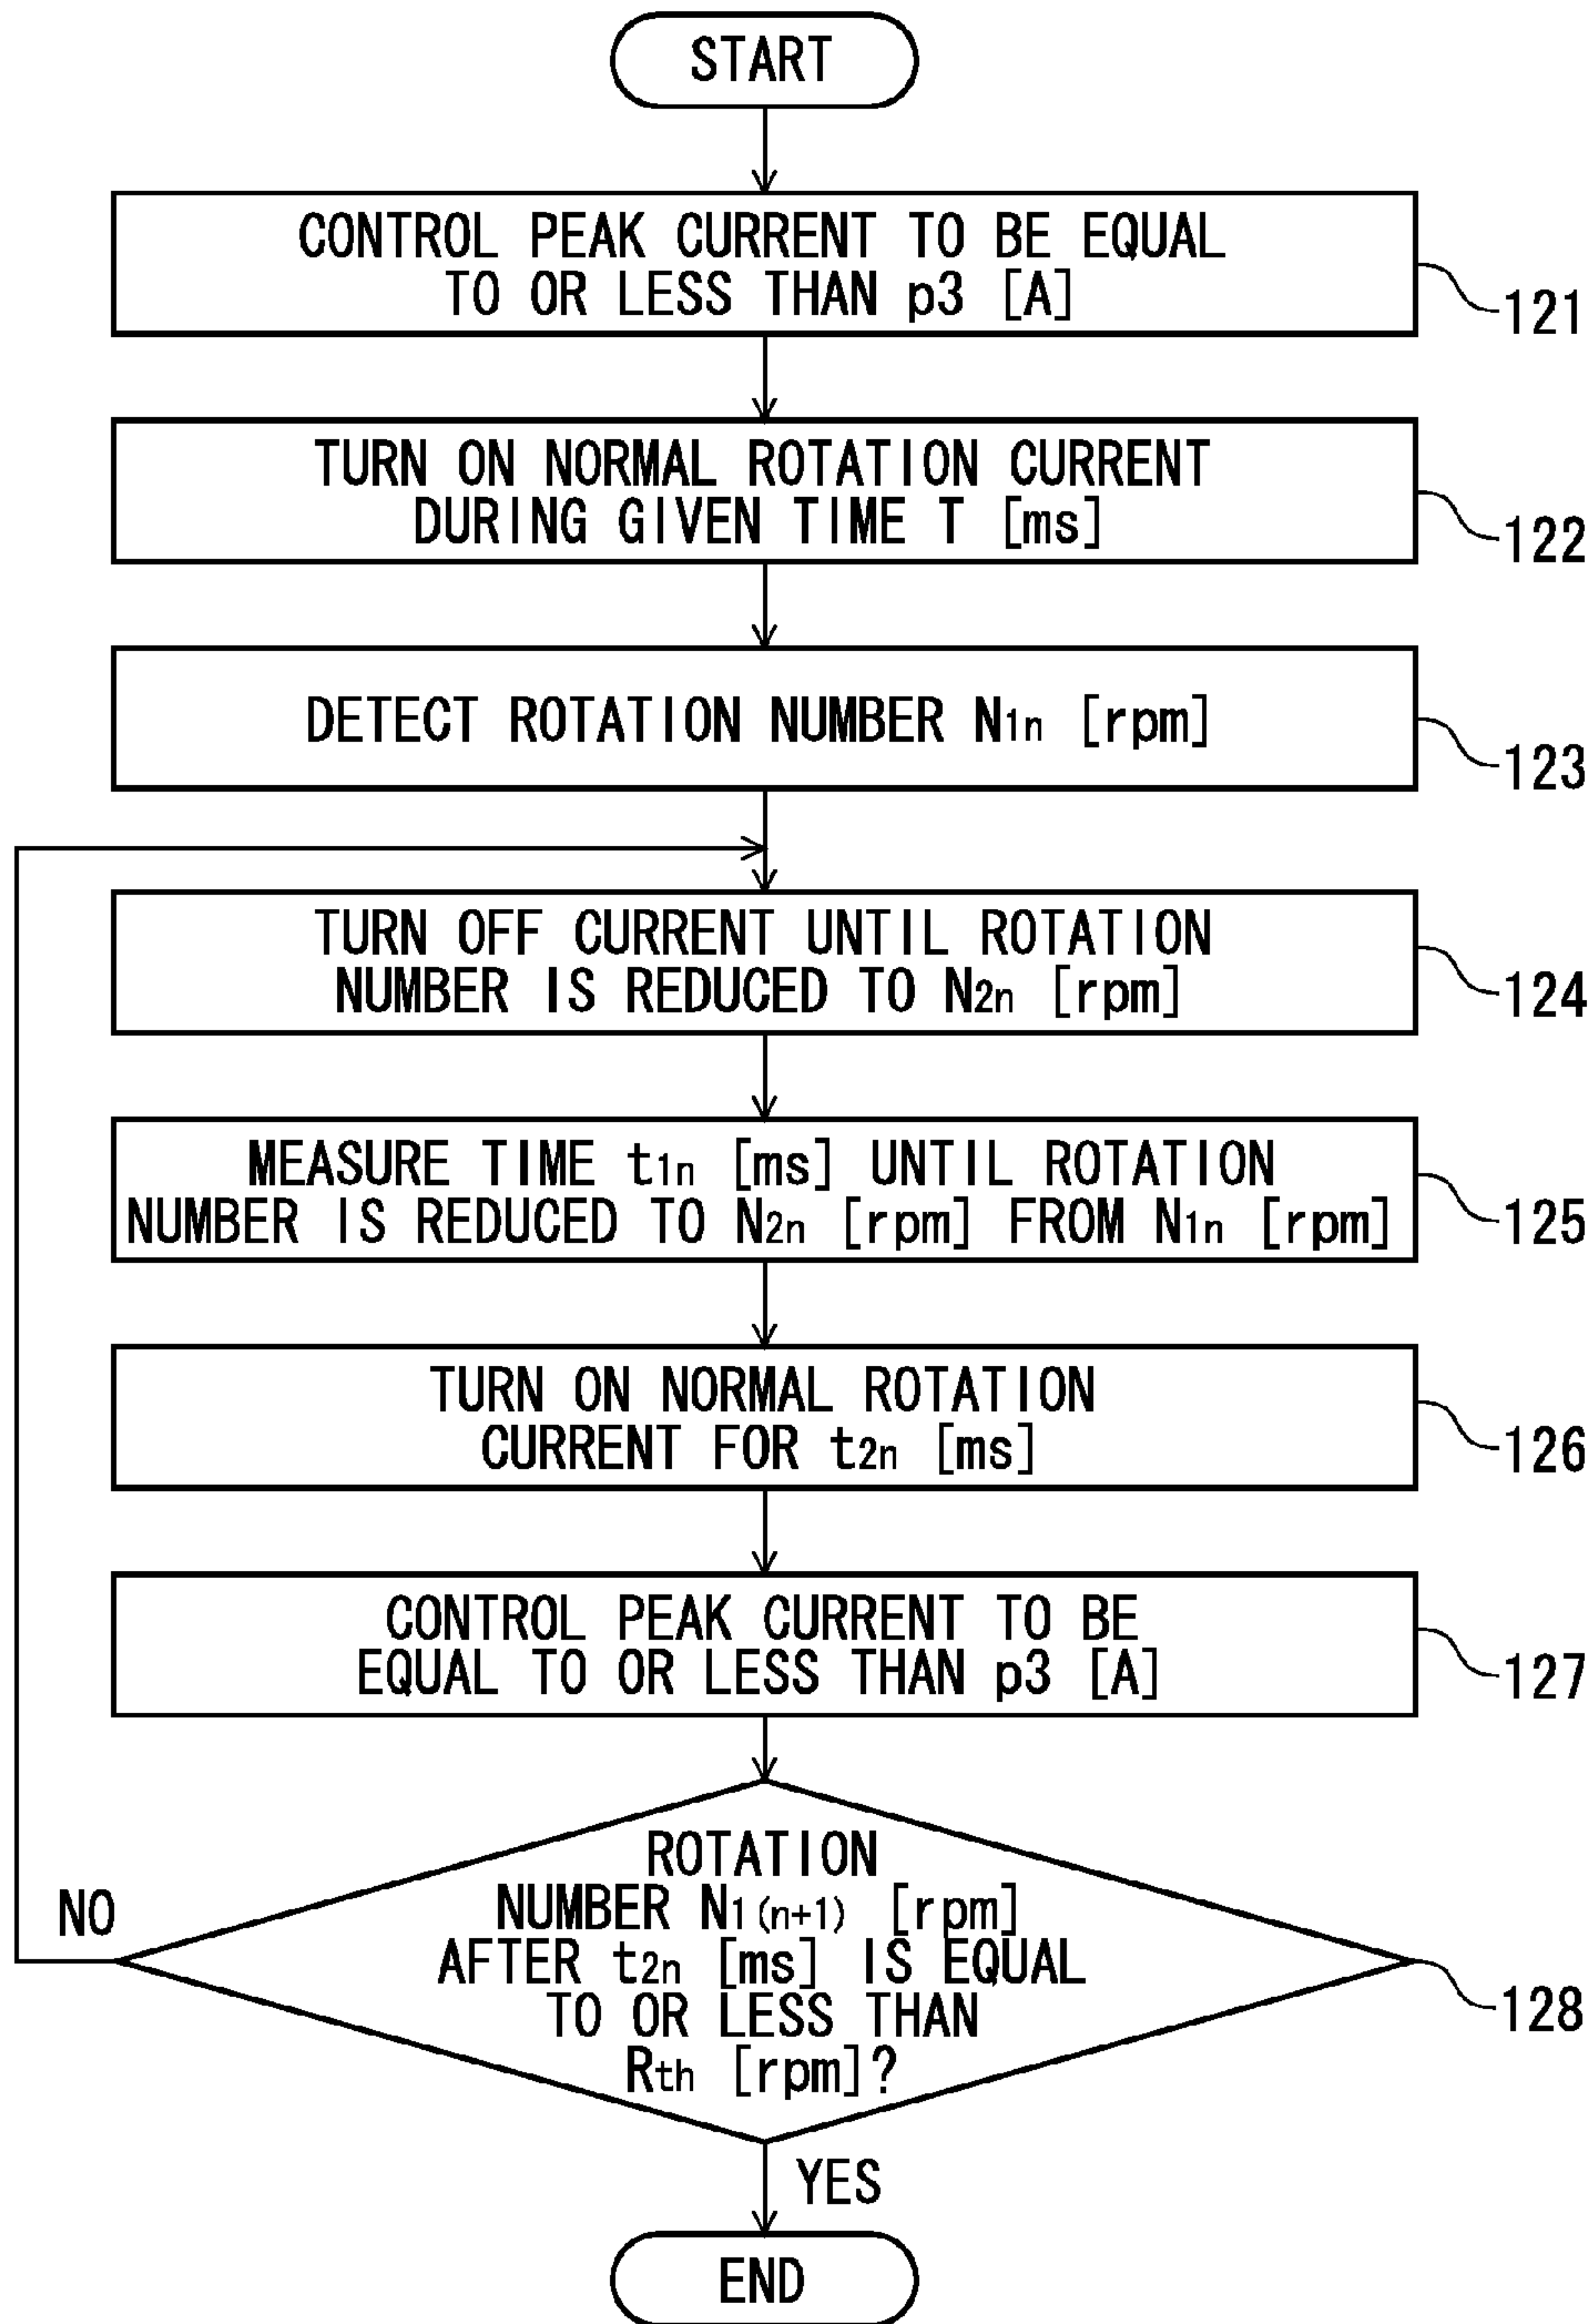 START
CONTROL PEAK CURRENT TO BE EQUAL
TO OR LESS THAN p3 [A]
121
TURN ON NORMAL ROTATION CURRENT
DURING GIVEN TIME T [ms]
122
DETECT ROTATION NUMBER N1n [rpm]
123
TURN OFF CURRENT UNTIL ROTATION
NUMBER IS REDUCED TO N2n [rpm]
124
MEASURE TIME t1n [ms] UNTIL ROTATION
NUMBER IS REDUCED TO N2n [rpm] FROM N1n [rpm]
125
TURN ON NORMAL ROTATION
CURRENT FOR t2n [ms]
126
CONTROL PEAK CURRENT TO BE
EQUAL TO OR LESS THAN p3 [A]
127
ROTATION
NUMBER N1(n+1) [rpm]
AFTER t2n [ms] IS EQUAL
TO OR LESS THAN
Rth [rpm]?
NO
128
YES
END